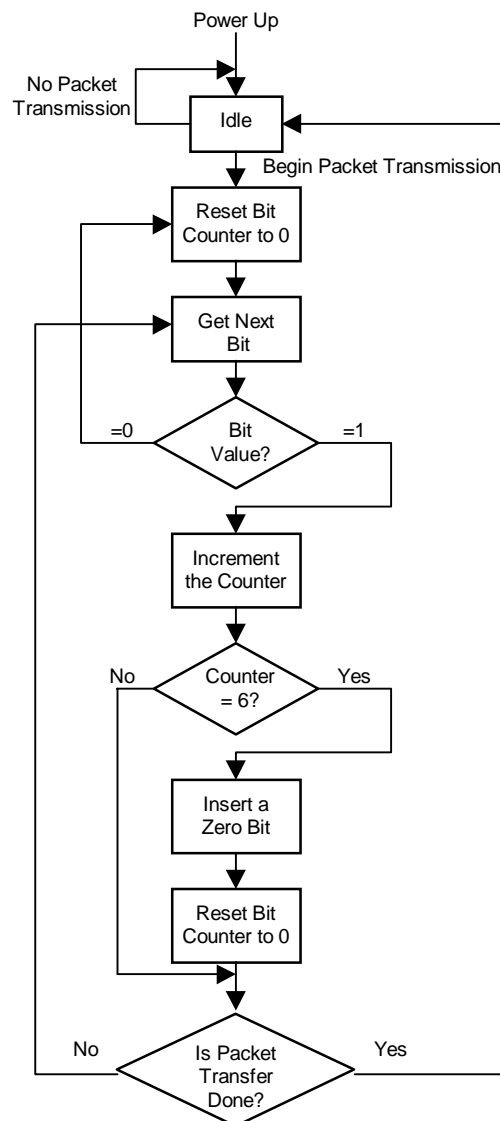 Power Up
No Packet
Transmission
Idle
Begin Packet Transmission
Reset Bit
Counter to 0
Get Next
Bit
=0
Bit
Value?
=1
Increment
the Counter
No
Counter
= 6?
Yes
Insert a
Zero Bit
Reset Bit
Counter to 0
No
Is Packet
Transfer
Done?
Yes